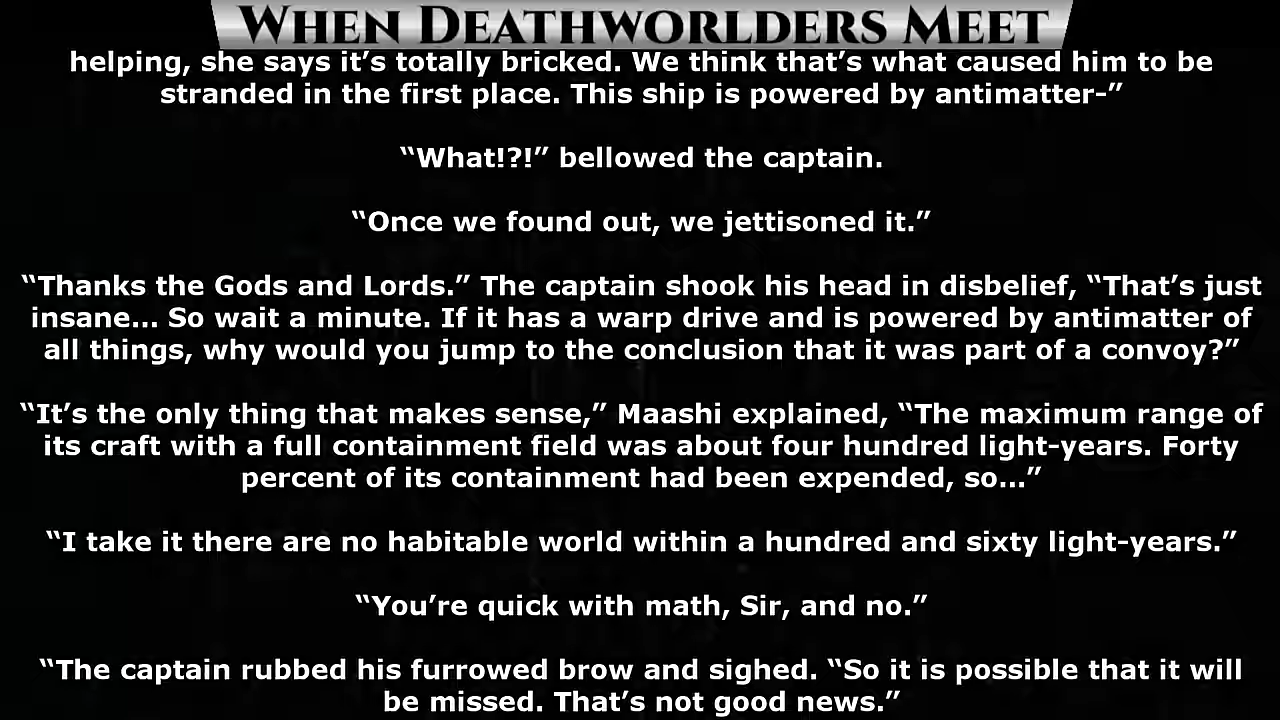 WHEN DEATHWORLDERS MEET
helping, she says it’s totally bricked. We think that’s what caused him to be
stranded in the first place. This ship is powered by antimatter-”
“What!?!” bellowed the captain.
“Once we found out, we jettisoned it.”
“Thanks the Gods and Lords.” The captain shook his head in disbelief, “That’s just
insane... So wait a minute. If it has a warp drive and is powered by antimatter of
all things, why would you jump to the conclusion that it was part of a convoy?”
“It’s the only thing that makes sense,” Maashi explained, “The maximum range of
its craft with a full containment field was about four hundred light-years. Forty
percent of its containment had been expended, so...”
“I take it there are no habitable world within a hundred and sixty light-years.”
“You’re quick with math, Sir, and no.”
“The captain rubbed his furrowed brow and sighed. “So it is possible that it will
be missed. That’s not good news.”